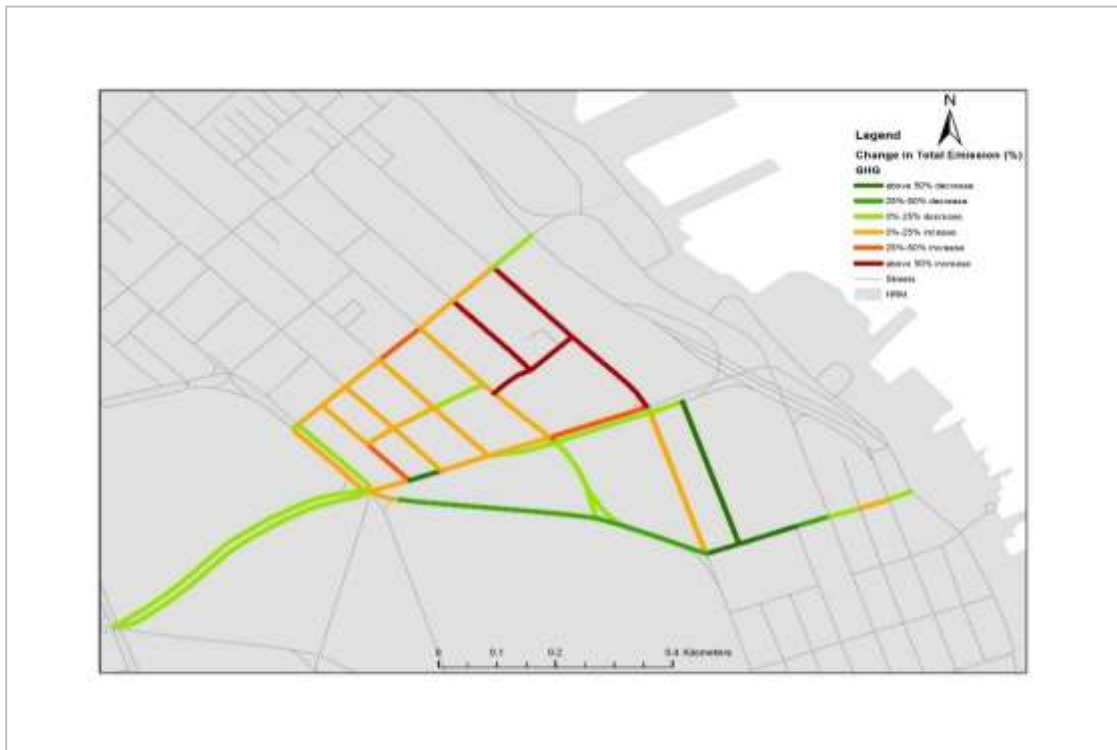 N
Legend
Change in Total Emission (%)
GHG
above 50% decrease
25%-50% decrease
0%-25% decrease
0%-25% increase
25%-50% increase
above 50% increase
Streets
HRM
0 0.1 0.2 0.4 Kilometers